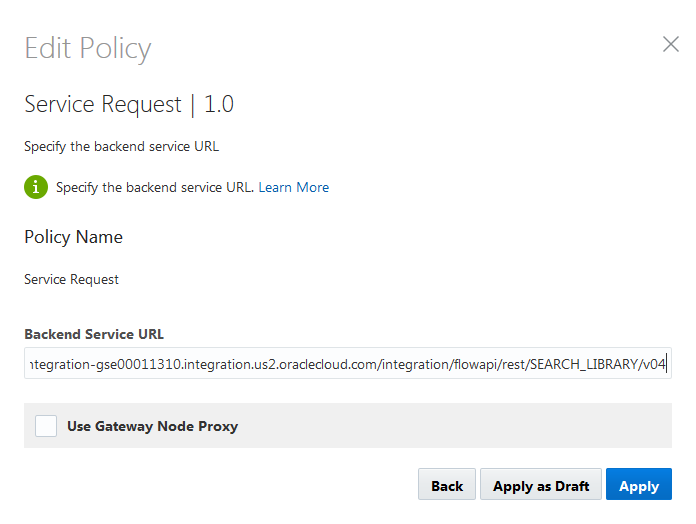 Edit Policy
Service Request | 1.0
Specify the backend service URL
Specify the backend service URL. Learn More
Policy Name
Service Request
Backend Service URL
ntegration-gse00011310.integration.us2.oraclecloud.com/integration/flowapi/rest/SEARCH_LIBRARY/v04
Use Gateway Node Proxy
Back Apply as Draft Apply